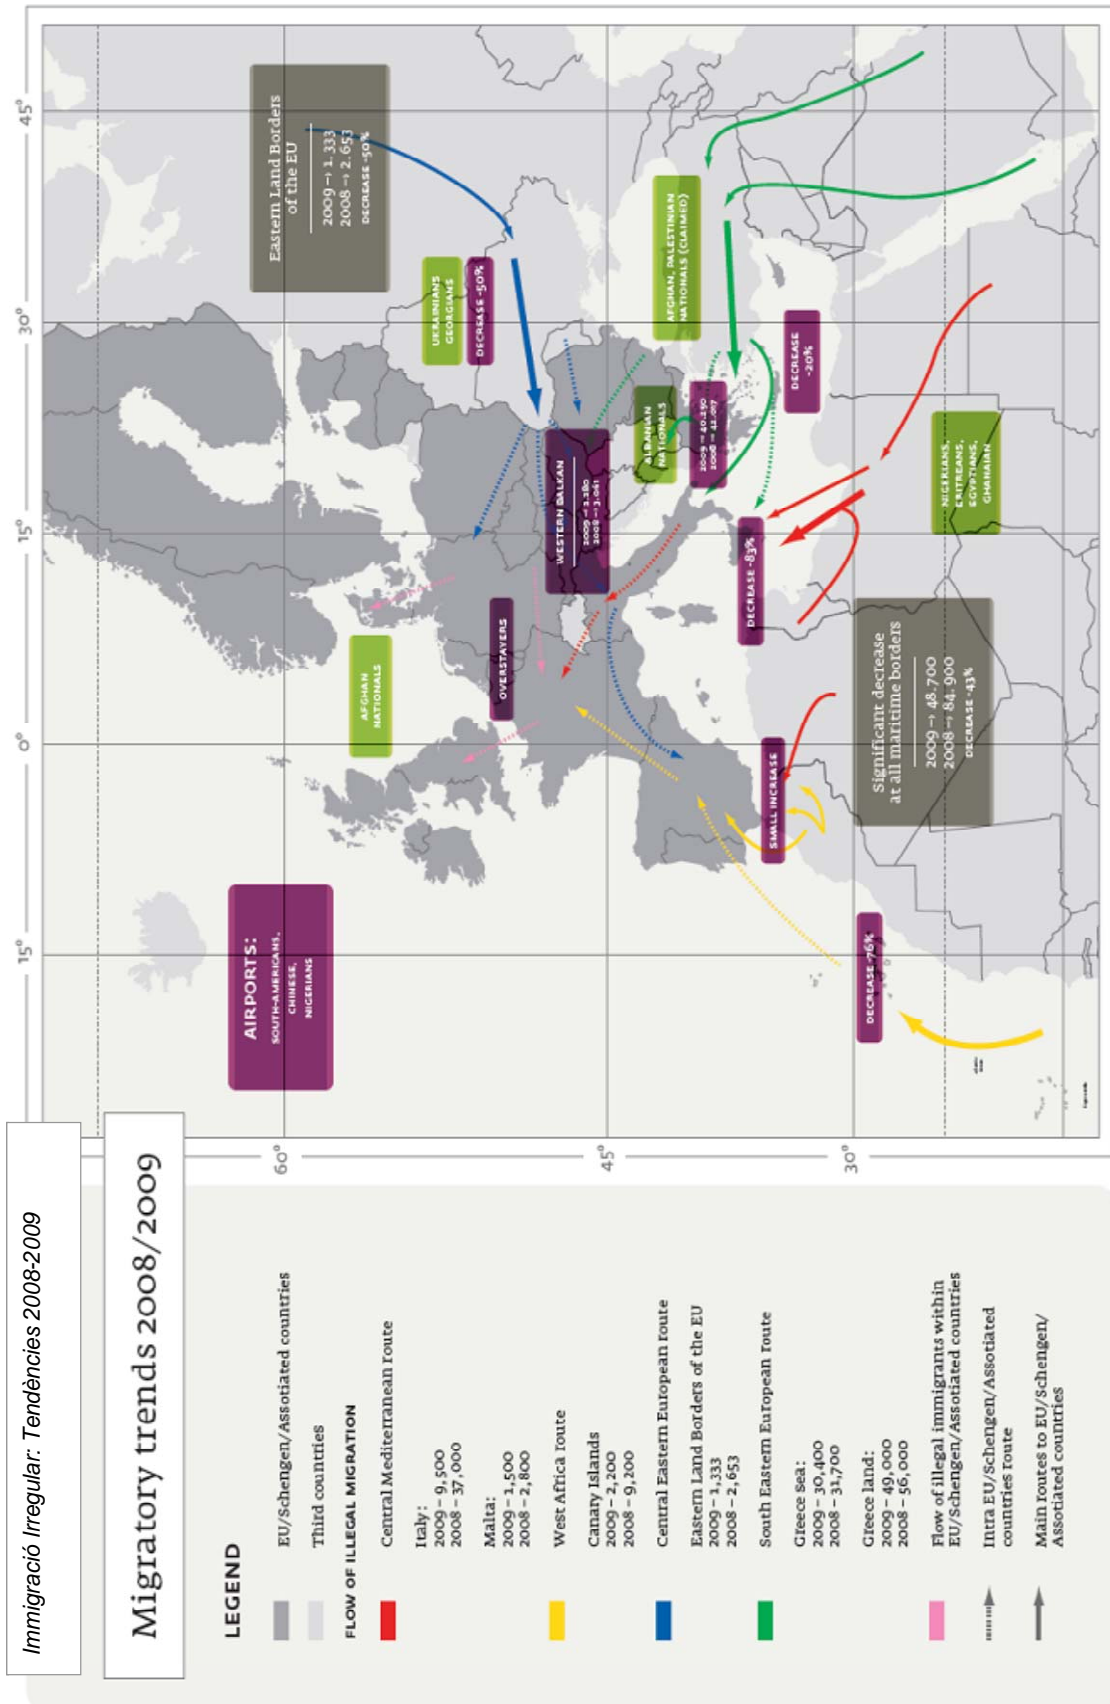 Immigració Irregular: Tendències 2008-2009
Migratory trends 2008/2009
LEGEND
EU/Schengen/Assotiated countries
Third countries
FLOW OF ILLEGAL MIGRATION
Central Mediterranean route
Italy:
2009 – 9,500
2008 – 37,000
Malta:
2009 – 1,500
2008 – 2,800
West Africa route
Canary Islands
2009 – 2,200
2008 – 9,200
Central Eastern European route
Eastern Land Borders of the EU
2009 – 1,333
2008 – 2,653
South Eastern European route
Greece sea:
2009 – 30,400
2008 – 31,700
Greece land:
2009 – 49,000
2008 – 56,000
Flow of illegal immigrants within
EU/Schengen/Assotiated countries
Intra EU/Schengen/Assotiated
countries route
Main routes to EU/Schengen/
Assotiated countries
15°
0°
15°
30°
45°
60°
45°
30°
AIRPORTS:
SOUTH-AMERICANS,
CHINESE,
NIGERIANS
Eastern Land Borders
of the EU
2009 → 1.333
2008 → 2.653
DECREASE -50%
UKRAINIANS
GEORGIANS
DECREASE -50%
AFGHAN
NATIONALS
OVERSTAYERS
WESTERN BALKAN
ALBANIAN
NATIONALS
AFGHAN, PALESTINIAN
NATIONALS (CLAIMED)
DECREASE
-20%
DECREASE -83%
SMALL INCREASE
DECREASE -76%
NIGERIANS,
ERITREANS,
EGYPTIANS,
GHANAIAN
Significant decrease
at all maritime borders
2009 → 48.700
2008 → 84.900
DECREASE -43%